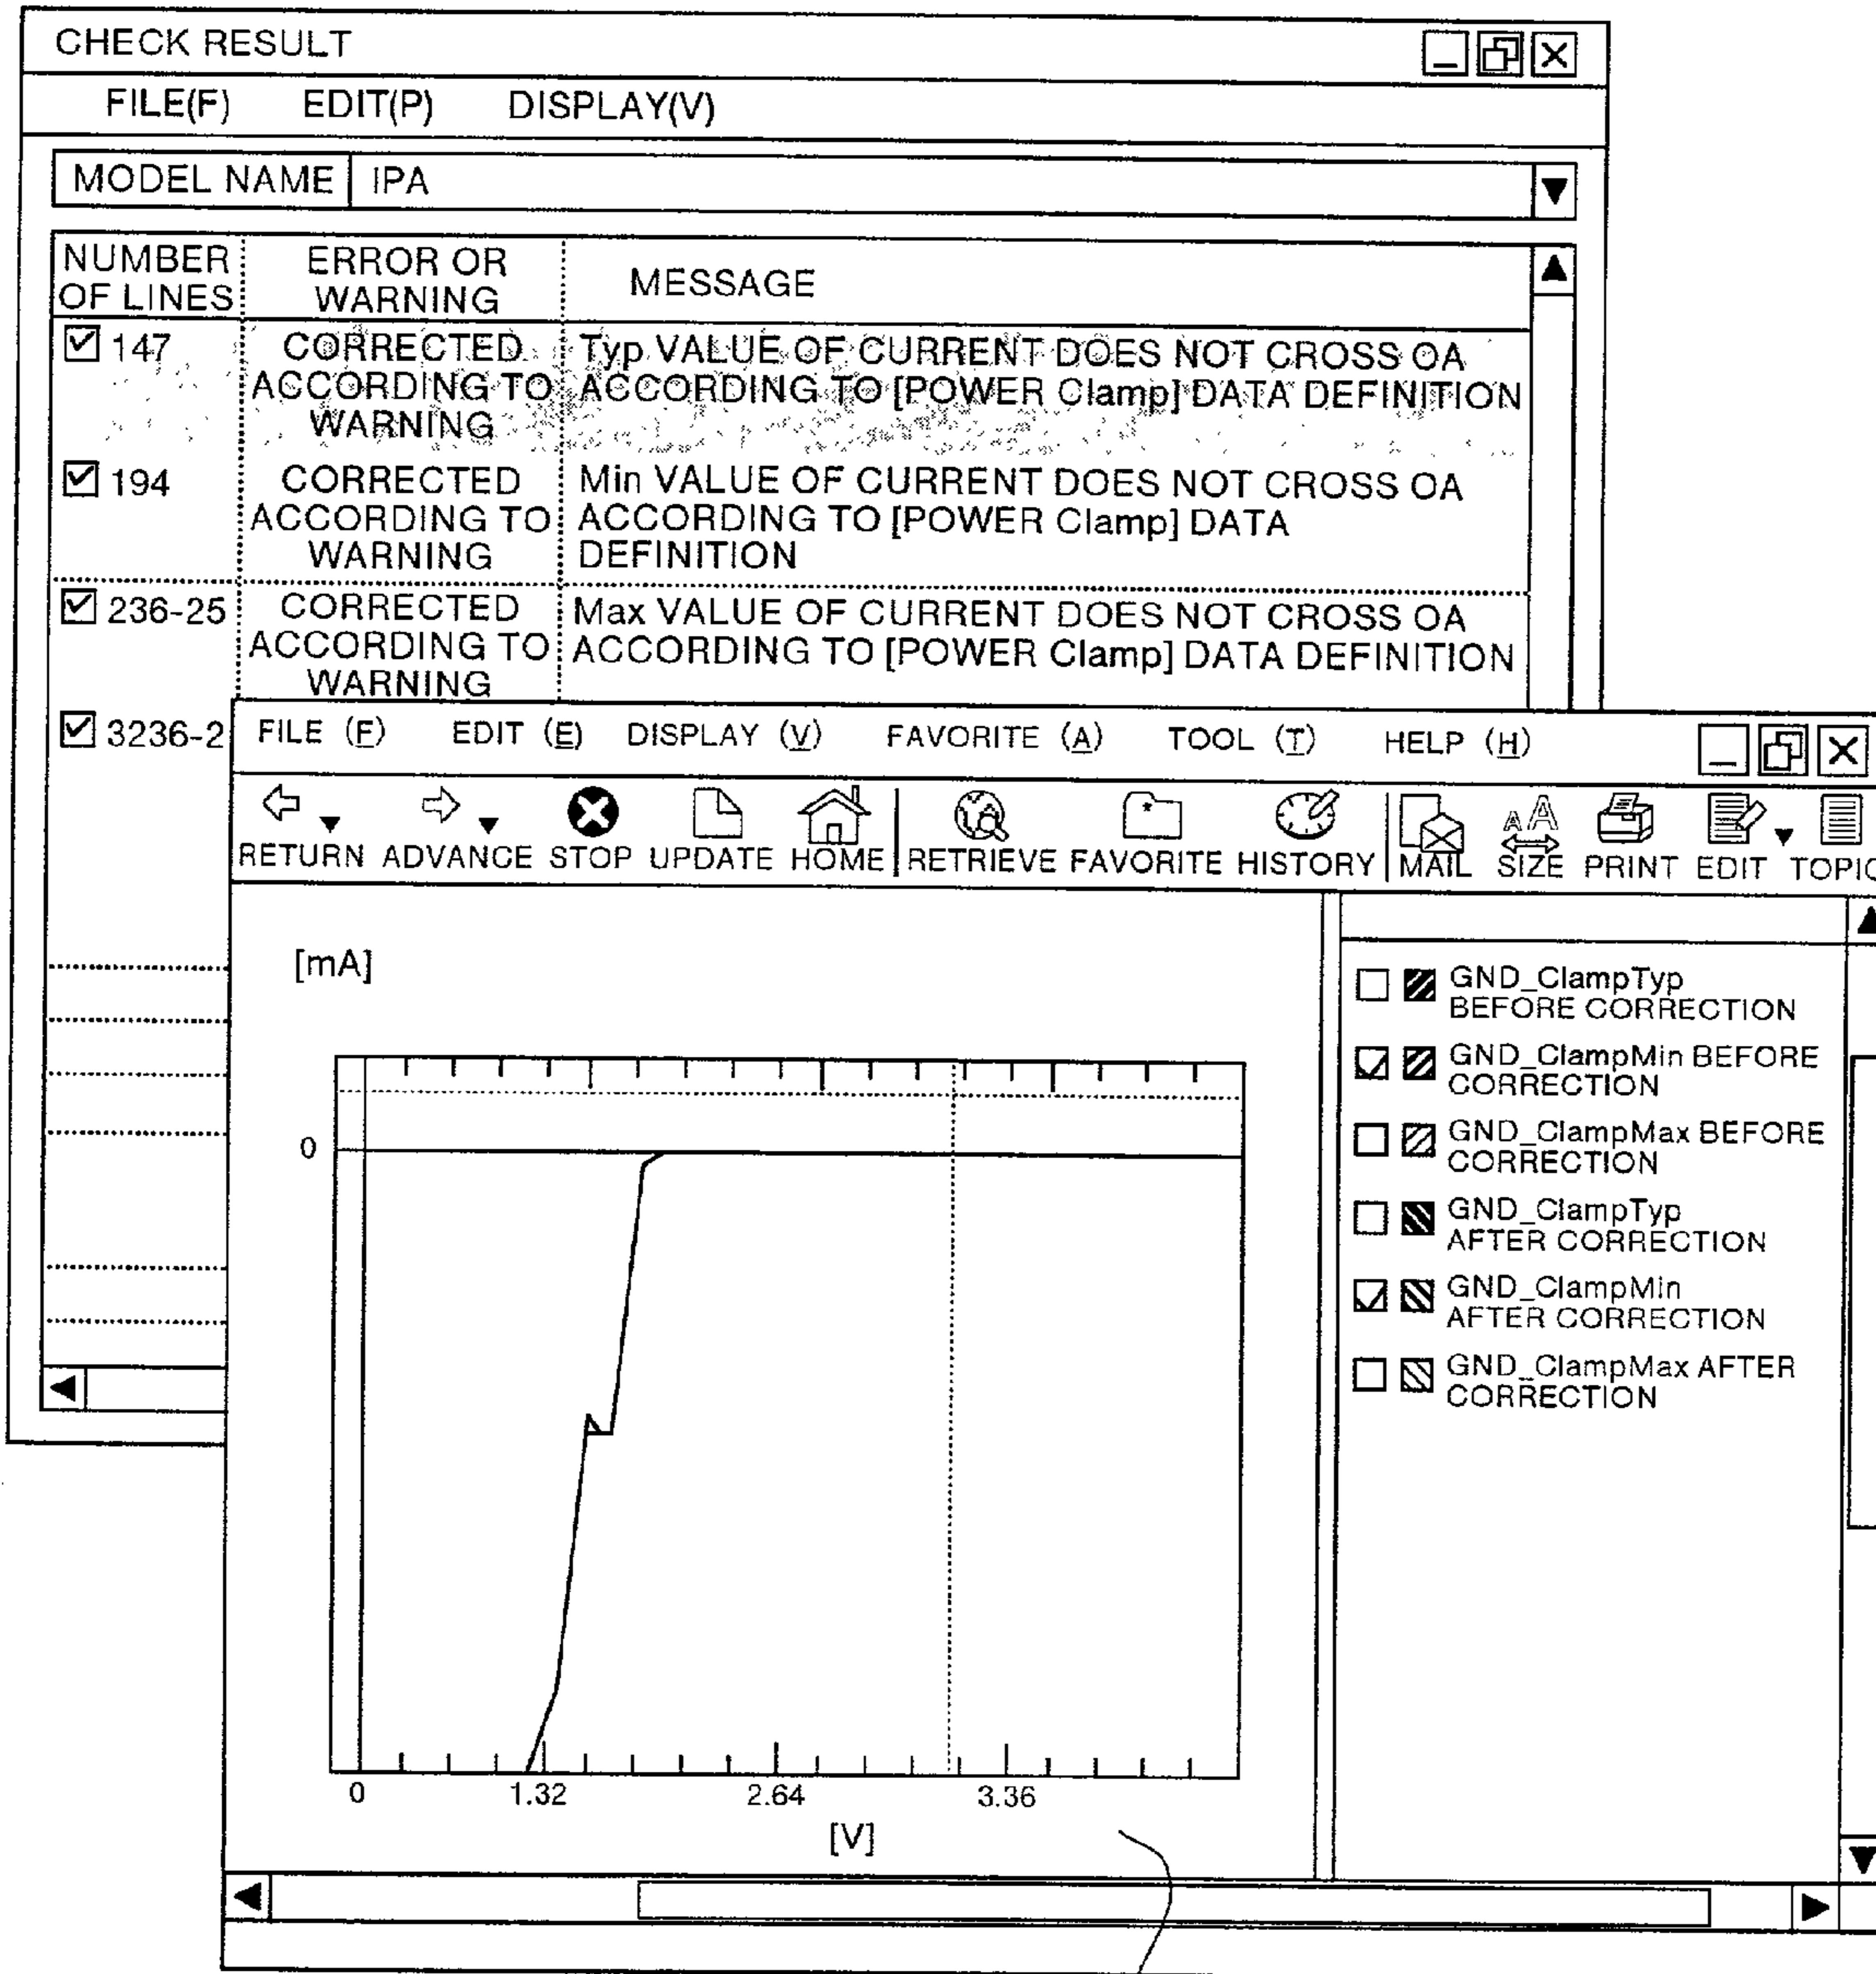 CHECK RESULT
FILE(F) EDIT(P) DISPLAY(V)
MODEL NAME IPA
NUMBER OF LINES
ERROR OR WARNING
MESSAGE
147
CORRECTED
ACCORDING TO
WARNING
Typ VALUE OF CURRENT DOES NOT CROSS OA
ACCORDING TO [POWER Clamp] DATA DEFINITION
194
CORRECTED
ACCORDING TO
WARNING
Min VALUE OF CURRENT DOES NOT CROSS OA
ACCORDING TO [POWER Clamp] DATA
DEFINITION
236-25
CORRECTED
ACCORDING TO
WARNING
Max VALUE OF CURRENT DOES NOT CROSS OA
ACCORDING TO [POWER Clamp] DATA DEFINITION
3236-2
FILE (F) EDIT (E) DISPLAY (V) FAVORITE (A) TOOL (T) HELP (H)
RETURN ADVANCE STOP UPDATE HOME RETRIEVE FAVORITE HISTORY MAIL SIZE PRINT EDIT TOPIC
[mA]
0
0 1.32 2.64 3.36
[V]
GND_ClampTyp
BEFORE CORRECTION
GND_ClampMin BEFORE
CORRECTION
GND_ClampMax BEFORE
CORRECTION
GND_ClampTyp
AFTER CORRECTION
GND_ClampMin
AFTER CORRECTION
GND_ClampMax AFTER
CORRECTION